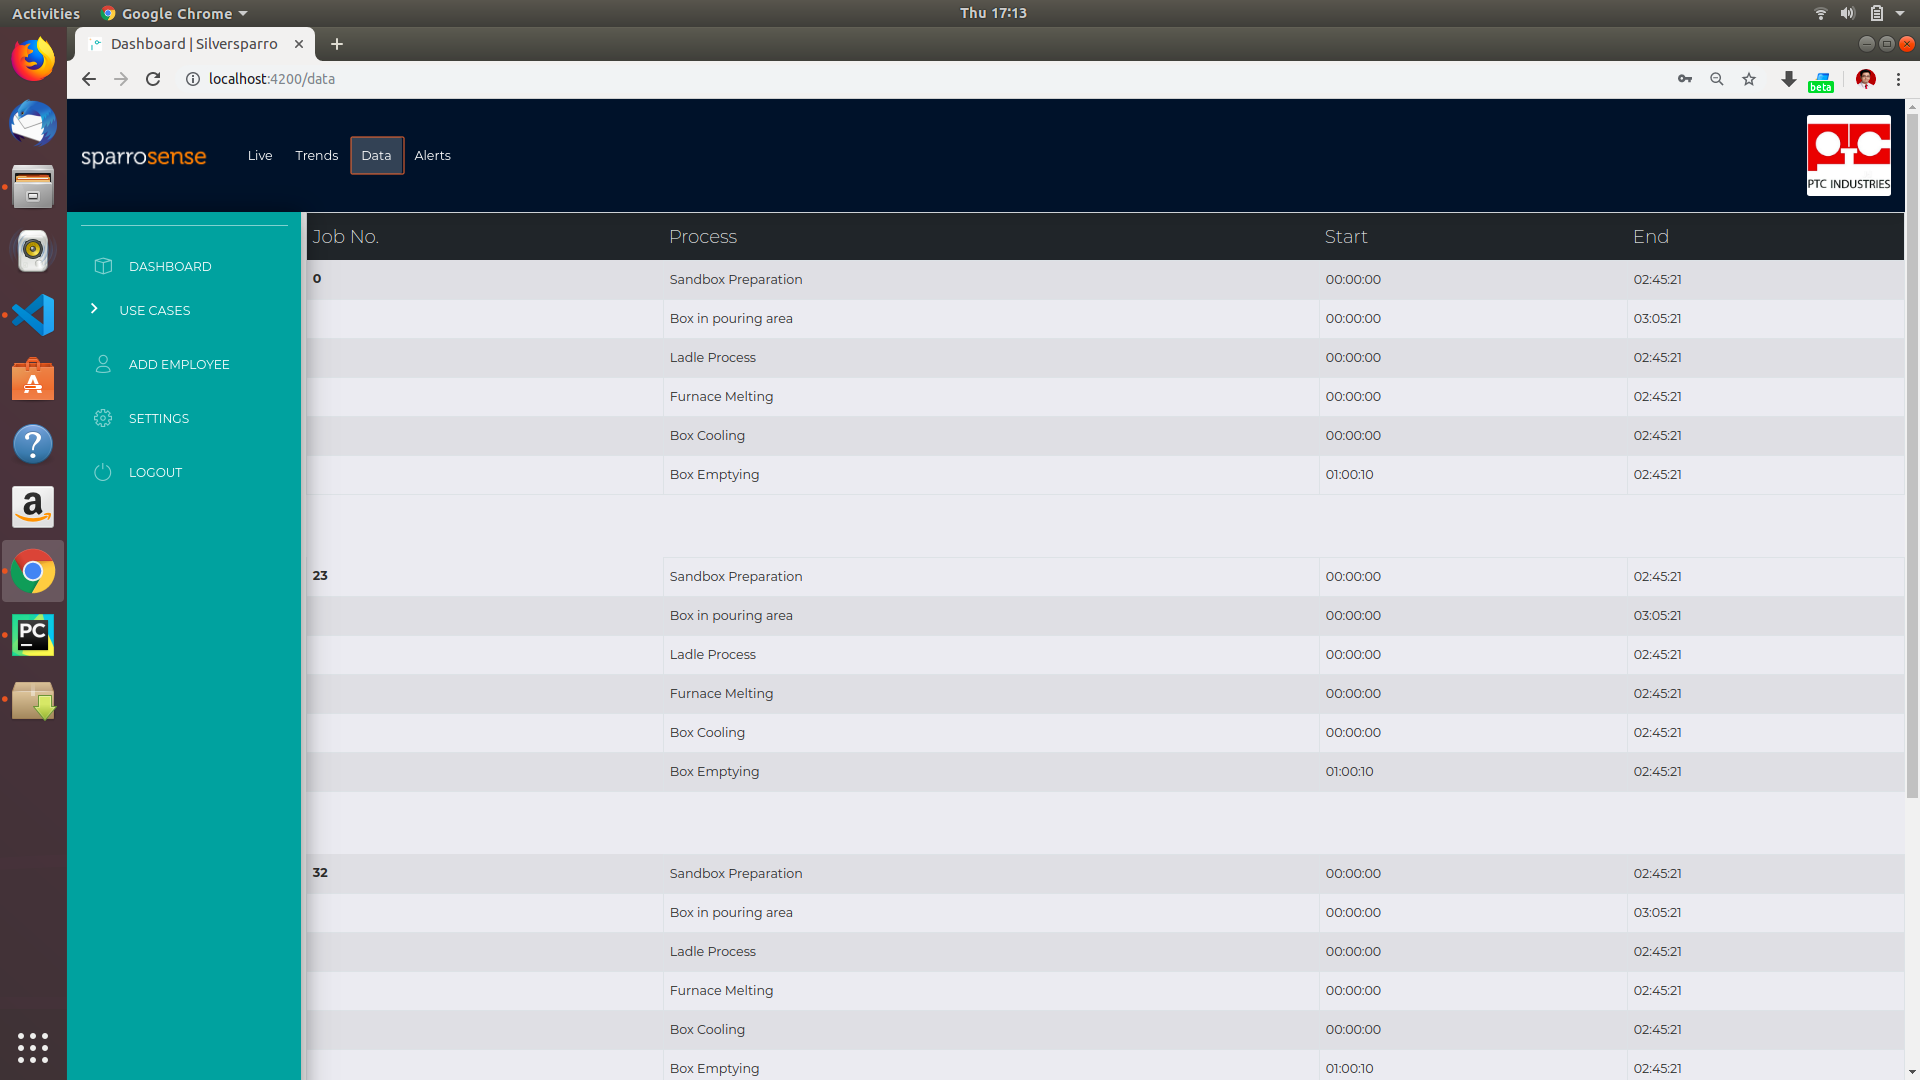 Activities Google Chrome Thu 17:13
Dashboard | Silversparro
localhost:4200/data
beta
sparrosense Live Trends Data Alerts
PTC INDUSTRIES
Job No. Process Start End
DASHBOARD
USE CASES
ADD EMPLOYEE
SETTINGS
LOGOUT
0 Sandbox Preparation 00:00:00 02:45:21
Box in pouring area 00:00:00 03:05:21
Ladle Process 00:00:00 02:45:21
Furnace Melting 00:00:00 02:45:21
Box Cooling 00:00:00 02:45:21
Box Emptying 01:00:10 02:45:21
23 Sandbox Preparation 00:00:00 02:45:21
Box in pouring area 00:00:00 03:05:21
Ladle Process 00:00:00 02:45:21
Furnace Melting 00:00:00 02:45:21
Box Cooling 00:00:00 02:45:21
Box Emptying 01:00:10 02:45:21
32 Sandbox Preparation 00:00:00 02:45:21
Box in pouring area 00:00:00 03:05:21
Ladle Process 00:00:00 02:45:21
Furnace Melting 00:00:00 02:45:21
Box Cooling 00:00:00 02:45:21
Box Emptying 01:00:10 02:45:21
A
?
a
PC